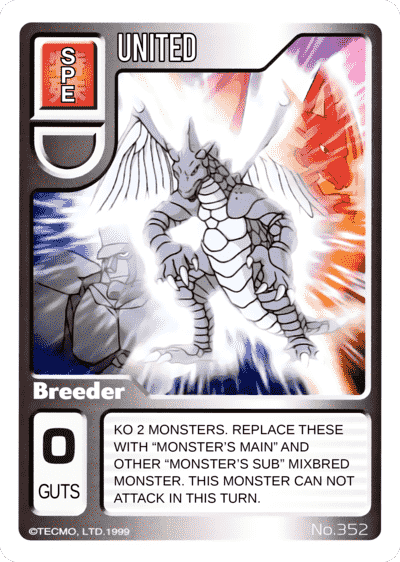 UNITED
SPE
Breeder
0
GUTS
KO 2 MONSTERS. REPLACE THESE
WITH “MONSTER’S MAIN” AND
OTHER “MONSTER’S SUB” MIXBRED
MONSTER. THIS MONSTER CAN NOT
ATTACK IN THIS TURN.
©TECMO, LTD.1999
No.352